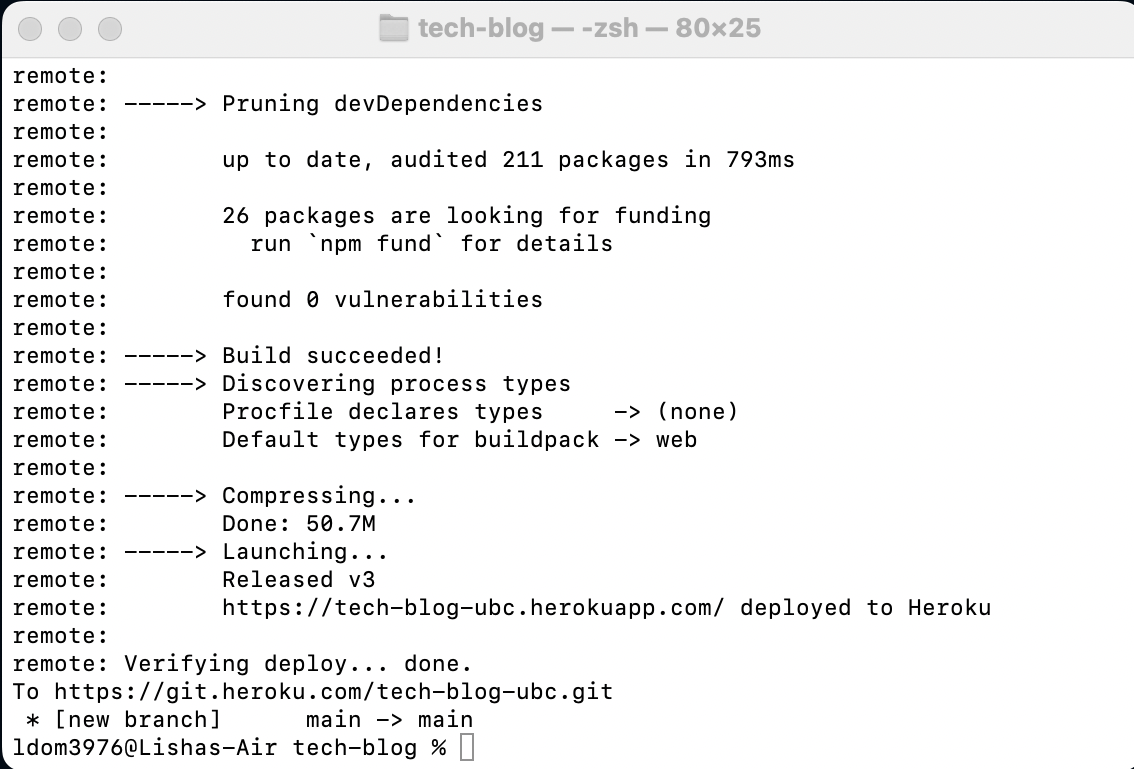 tech-blog — -zsh — 80×25
remote:
remote: -----> Pruning devDependencies
remote:
remote:        up to date, audited 211 packages in 793ms
remote:
remote:        26 packages are looking for funding
remote:          run `npm fund` for details
remote:
remote:        found 0 vulnerabilities
remote:
remote: -----> Build succeeded!
remote: -----> Discovering process types
remote:        Procfile declares types     -> (none)
remote:        Default types for buildpack -> web
remote:
remote: -----> Compressing...
remote:        Done: 50.7M
remote: -----> Launching...
remote:        Released v3
remote:        https://tech-blog-ubc.herokuapp.com/ deployed to Heroku
remote:
remote: Verifying deploy... done.
To https://git.heroku.com/tech-blog-ubc.git
 * [new branch]      main -> main
ldom3976@Lishas-Air tech-blog %